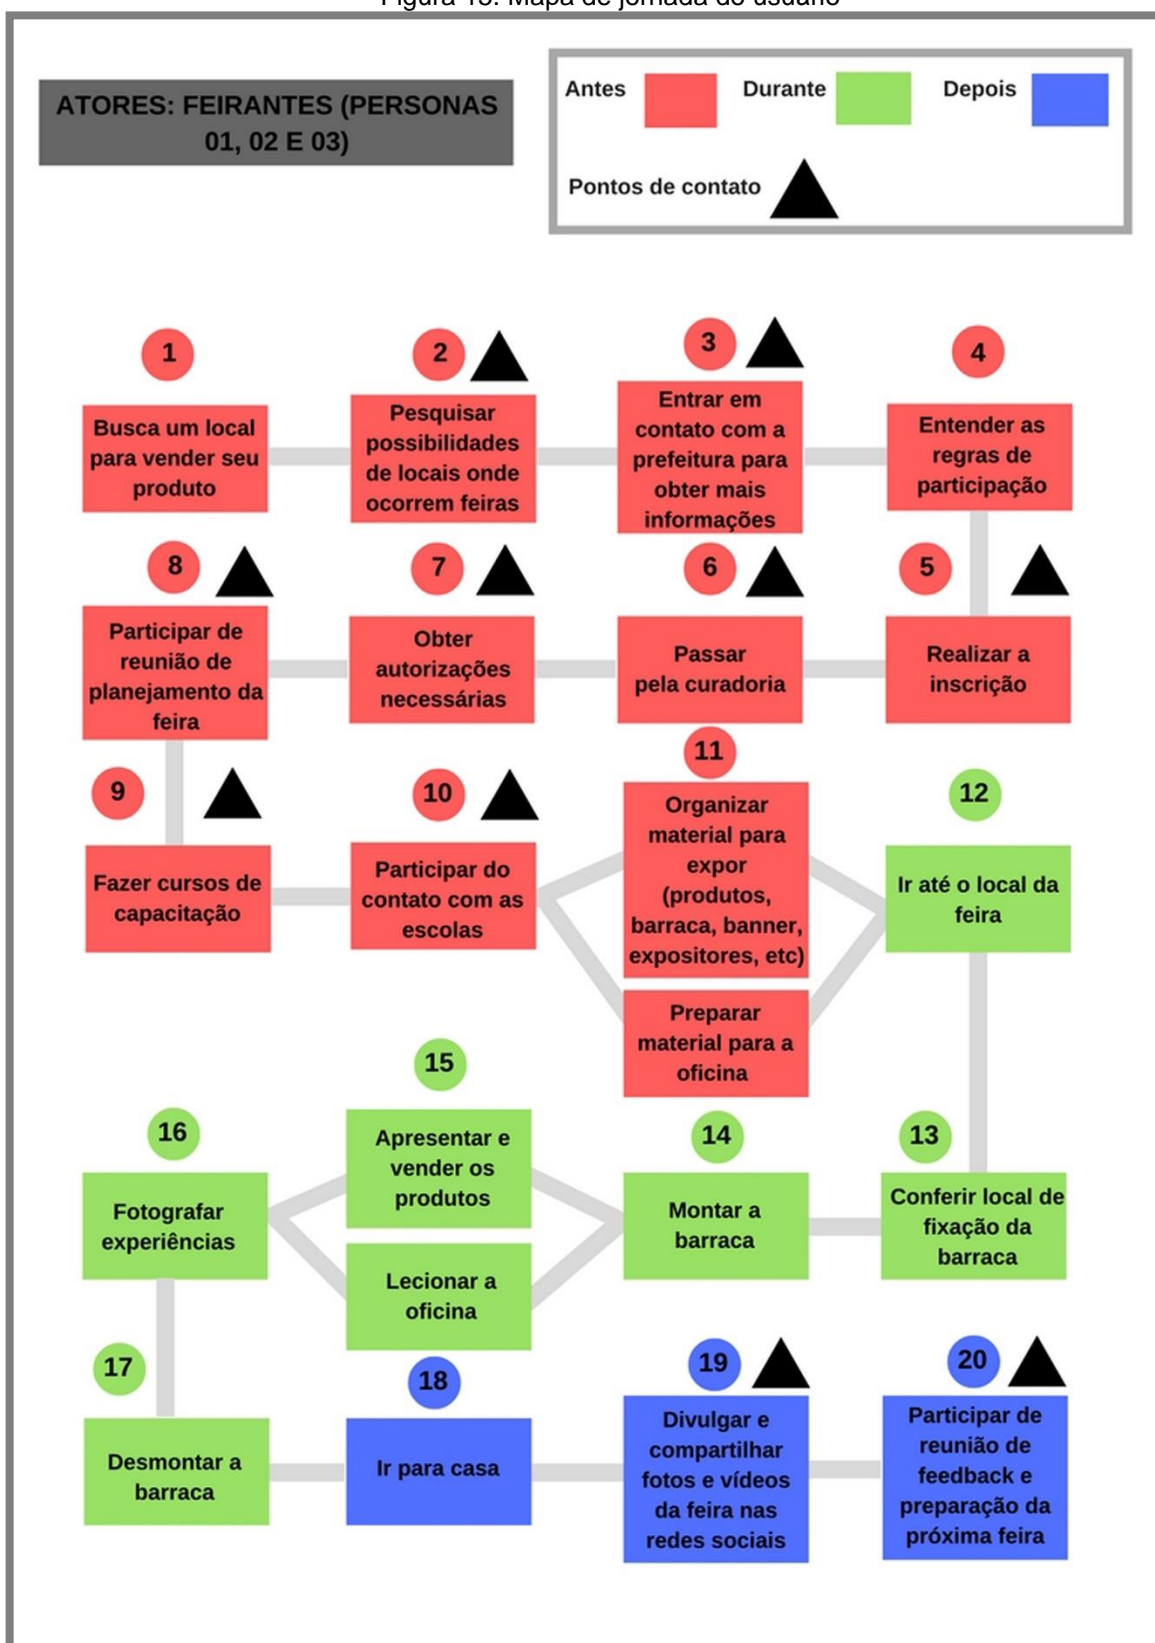 Figura 15: Mapa de jornada do usuário
ATORES: FEIRANTES (PERSONAS
01, 02 E 03)
Antes
Durante
Depois
Pontos de contato
1
Busca um local
para vender seu
produto
2
Pesquisar
possibilidades
de locais onde
ocorrem feiras
3
Entrar em
contato com a
prefeitura para
obter mais
informações
4
Entender as
regras de
participação
5
Realizar a
inscrição
6
Passar
pela curadoria
7
Obter
autorizações
necessárias
8
Participar de
reunião de
planejamento da
feira
9
Fazer cursos de
capacitação
10
Participar do
contato com as
escolas
11
Organizar
material para
expor
(produtos,
barraca, banner,
expositores, etc)
Preparar
material para a
oficina
12
Ir até o local da
feira
13
Conferir local de
fixação da
barraca
14
Montar a
barraca
15
Apresentar e
vender os
produtos
Lecionar a
oficina
16
Fotografar
experiências
17
Desmontar a
barraca
18
Ir para casa
19
Divulgar e
compartilhar
fotos e vídeos
da feira nas
redes sociais
20
Participar de
reunião de
feedback e
preparação da
próxima feira